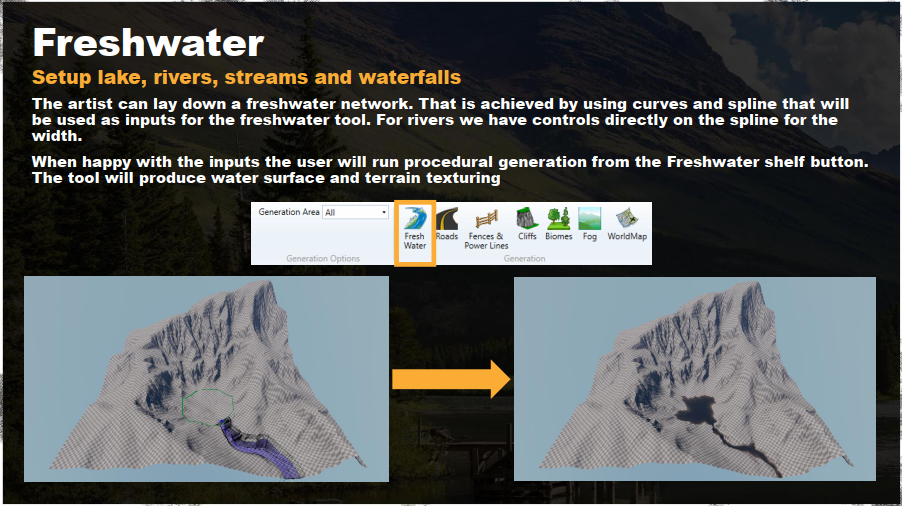 Freshwater
Setup lake, rivers, streams and waterfalls
The artist can lay down a freshwater network. That is achieved by using curves and spline that will
be used as inputs for the freshwater tool. For rivers we have controls directly on the spline for the
width.
When happy with the inputs the user will run procedural generation from the Freshwater shelf button.
The tool will produce water surface and terrain texturing
Generation Area All
Fresh Water
Roads
Fences & Power Lines
Cliffs
Biomes
Fog
WorldMap
Generation Options
Generation